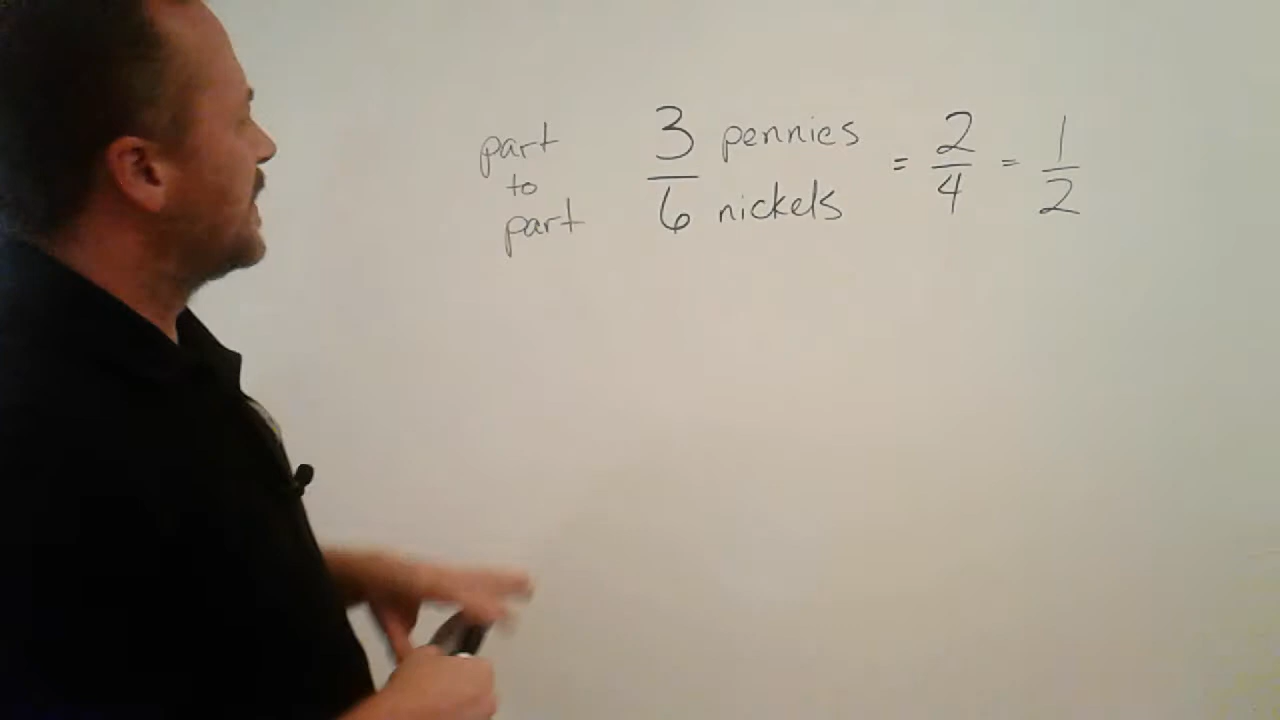 part to part
3 pennies / 6 nickels = 2/4 = 1/2